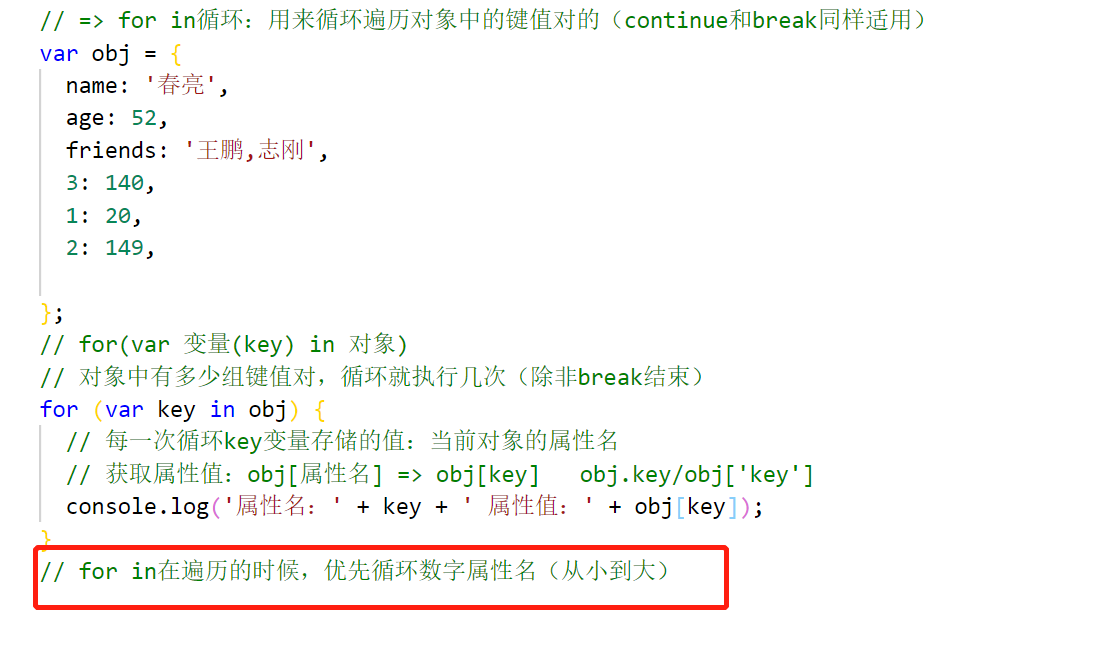 // => for in循环：用来循环遍历对象中的键值对的（continue和break同样适用）
var obj = {
name: '春亮',
age: 52,
friends: '王鹏,志刚',
3: 140,
1: 20,
2: 149,
};
// for(var 变量(key) in 对象)
// 对象中有多少组键值对，循环就执行几次（除非break结束）
for (var key in obj) {
// 每一次循环key变量存储的值：当前对象的属性名
// 获取属性值：obj[属性名] => obj[key]   obj.key/obj['key']
console.log('属性名：' + key + ' 属性值：' + obj[key]);
}
// for in在遍历的时候，优先循环数字属性名（从小到大）